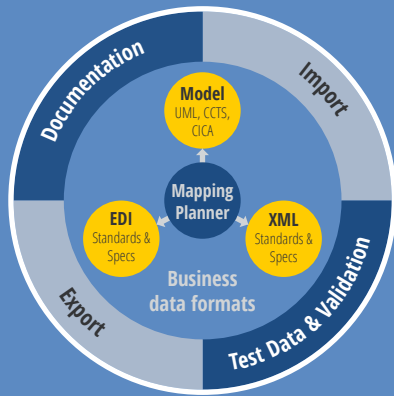 Documentation
Import
Model
UML, CCTS,
CICA
Mapping
Planner
EDI
Standards &
Specs
XML
Standards &
Specs
Business
data formats
Export
Test Data & Validation